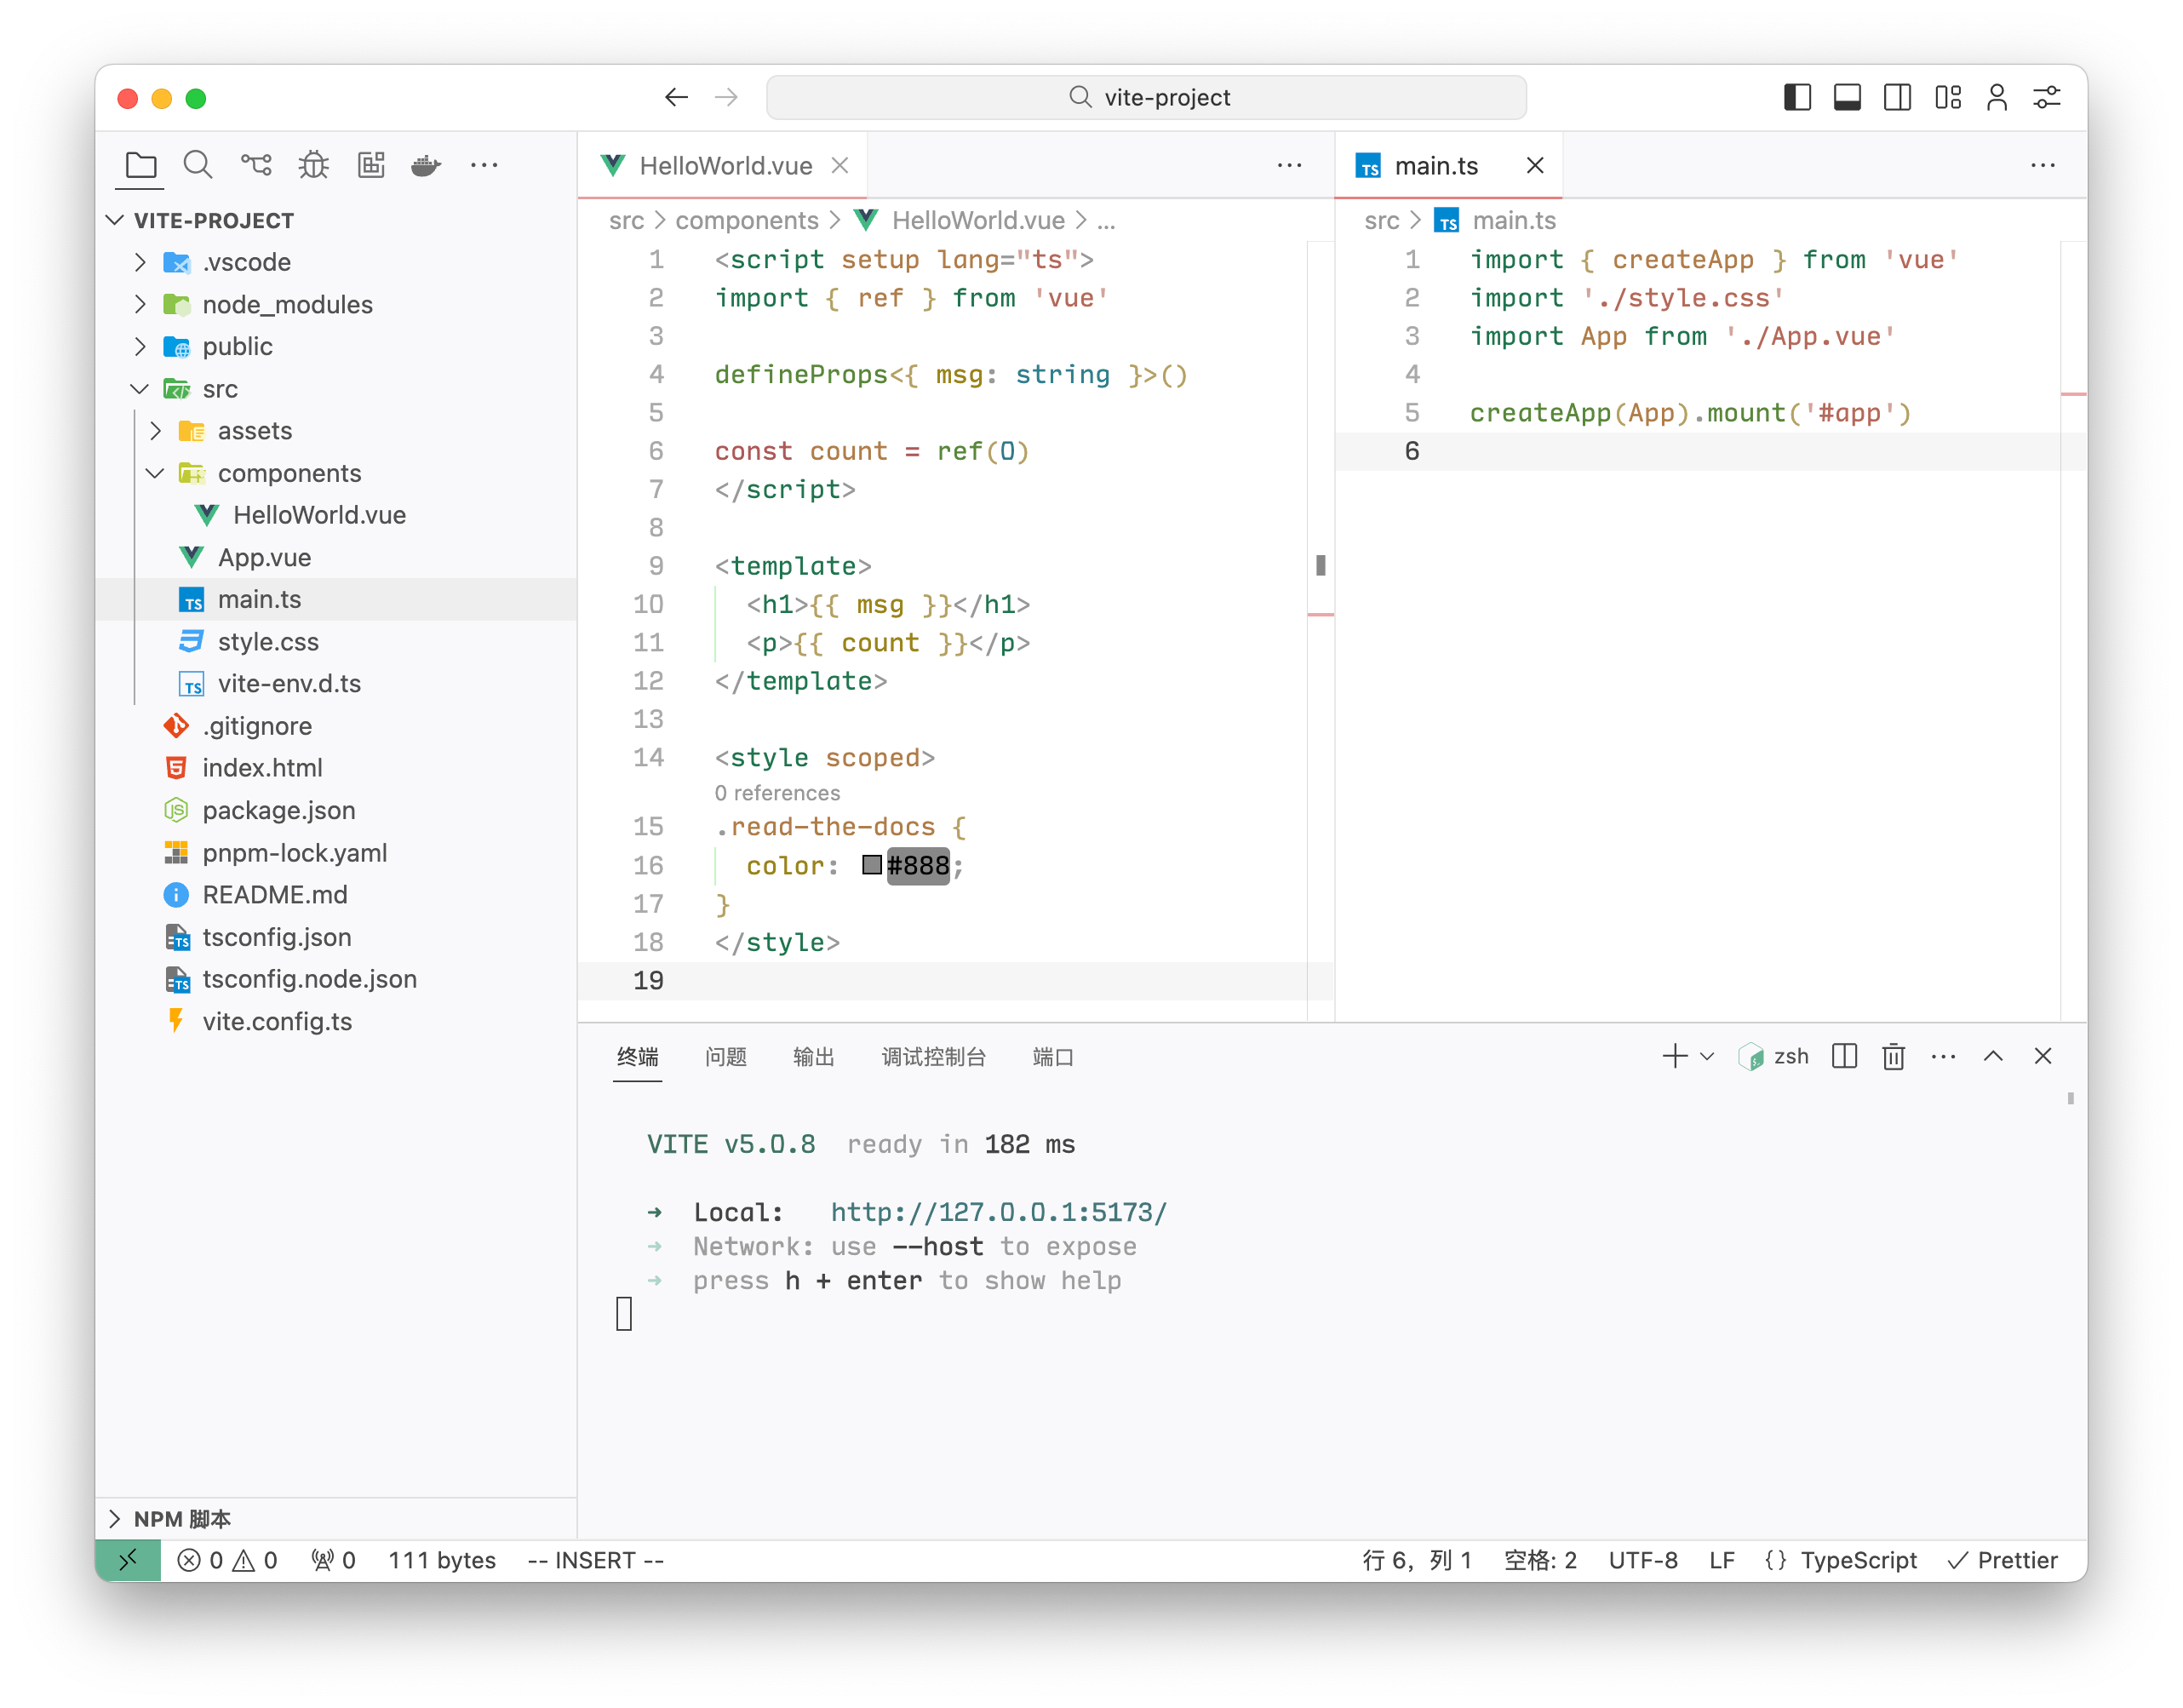 vite-project
VITE-PROJECT
.vscode
node_modules
public
src
assets
components
HelloWorld.vue
App.vue
main.ts
style.css
vite-env.d.ts
.gitignore
index.html
package.json
pnpm-lock.yaml
README.md
tsconfig.json
tsconfig.node.json
vite.config.ts
NPM 脚本
HelloWorld.vue
src > components > HelloWorld.vue > ...
1 <script setup lang="ts">
2 import { ref } from 'vue'
3
4 defineProps<{ msg: string }>()
5
6 const count = ref(0)
7 </script>
8
9 <template>
10 <h1>{{ msg }}</h1>
11 <p>{{ count }}</p>
12 </template>
13
14 <style scoped>
0 references
15 .read-the-docs {
16 color: #888;
17 }
18 </style>
19
main.ts
src > main.ts
1 import { createApp } from 'vue'
2 import './style.css'
3 import App from './App.vue'
4
5 createApp(App).mount('#app')
6
终端 问题 输出 调试控制台 端口 zsh
VITE v5.0.8 ready in 182 ms
➜ Local: http://127.0.0.1:5173/
➜ Network: use --host to expose
➜ press h + enter to show help
0 0 0 111 bytes -- INSERT -- 行 6，列 1 空格: 2 UTF-8 LF {} TypeScript ✓ Prettier